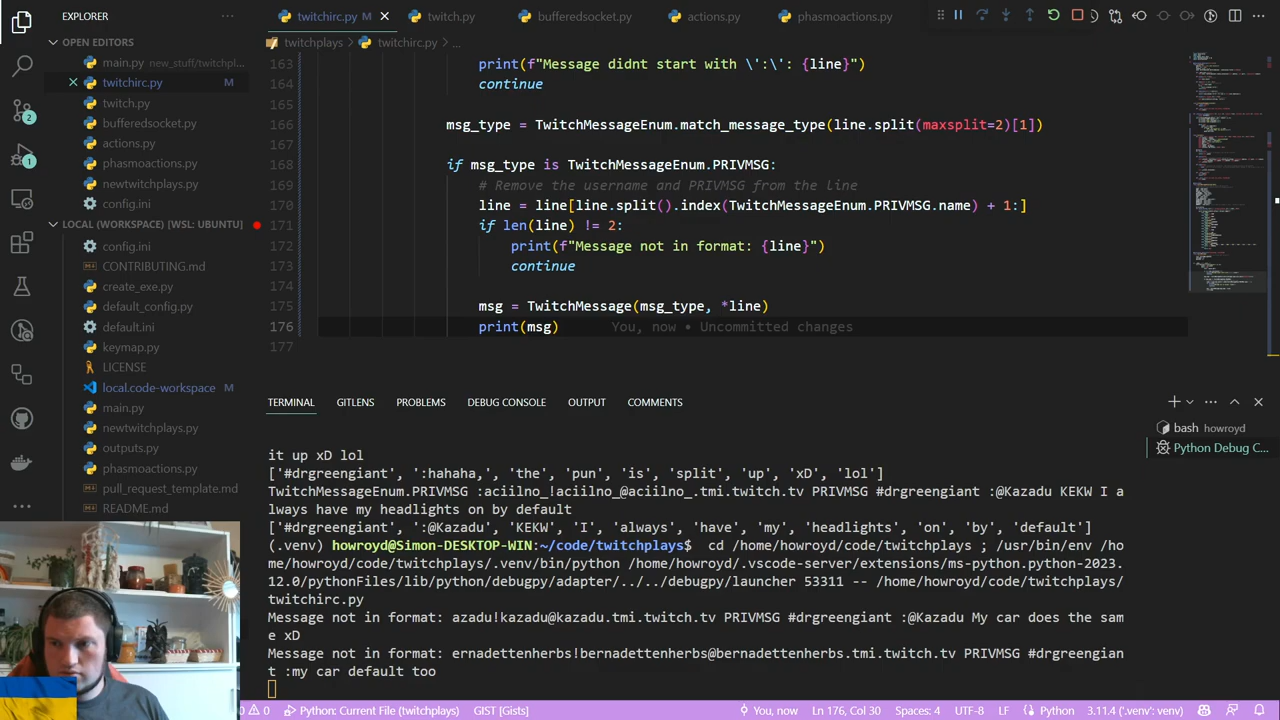 EXPLORER
OPEN EDITORS
main.py new_stuff/twitchpl...
twitchirc.py M
twitch.py
bufferedsocket.py
actions.py
phasmoactions.py
newtwitchplays.py
config.ini
LOCAL (WORKSPACE) [WSL: UBUNTU]
config.ini
CONTRIBUTING.md
create_exe.py
default_config.py
default.ini
keymap.py
LICENSE
local.code-workspace M
main.py
newtwitchplays.py
outputs.py
phasmoactions.py
pull_request_template.md
README.md
2
1
twitchirc.py M
twitch.py
bufferedsocket.py
actions.py
phasmoactions.py
twitchplays > twitchirc.py > ...
163 print(f"Message didnt start with \':\': {line}")
164 continue
165
166 msg_type = TwitchMessageEnum.match_message_type(line.split(maxsplit=2)[1])
167
168 if msg_type is TwitchMessageEnum.PRIVMSG:
169 # Remove the username and PRIVMSG from the line
170 line = line[line.split().index(TwitchMessageEnum.PRIVMSG.name) + 1:]
171 if len(line) != 2:
172 print(f"Message not in format: {line}")
173 continue
174
175 msg = TwitchMessage(msg_type, *line)
176 print(msg) You, now • Uncommitted changes
177
TERMINAL GITLENS PROBLEMS DEBUG CONSOLE OUTPUT COMMENTS
bash howroyd
Python Debug C...
it up xD lol
['#drgreengiant', ':hahaha,', 'the', 'pun', 'is', 'split', 'up', 'xD', 'lol']
TwitchMessageEnum.PRIVMSG :aciilno_!aciilno_@aciilno_.tmi.twitch.tv PRIVMSG #drgreengiant :@Kazadu KEKW I a
lways have my headlights on by default
['#drgreengiant', ':@Kazadu', 'KEKW', 'I', 'always', 'have', 'my', 'headlights', 'on', 'by', 'default']
(.venv) howroyd@Simon-DESKTOP-WIN:~/code/twitchplays$ cd /home/howroyd/code/twitchplays ; /usr/bin/env /ho
me/howroyd/code/twitchplays/.venv/bin/python /home/howroyd/.vscode-server/extensions/ms-python.python-2023.
12.0/pythonFiles/lib/python/debugpy/adapter/../../debugpy/launcher 53311 -- /home/howroyd/code/twitchplays/
twitchirc.py
Message not in format: azadu!kazadu@kazadu.tmi.twitch.tv PRIVMSG #drgreengiant :@Kazadu My car does the sam
e xD
Message not in format: ernadettenherbs!bernadettenherbs@bernadettenherbs.tmi.twitch.tv PRIVMSG #drgreengian
t :my car default too
0 0 Python: Current File (twitchplays) GIST [Gists] You, now Ln 176, Col 30 Spaces: 4 UTF-8 LF Python 3.11.4 ('.venv': venv)